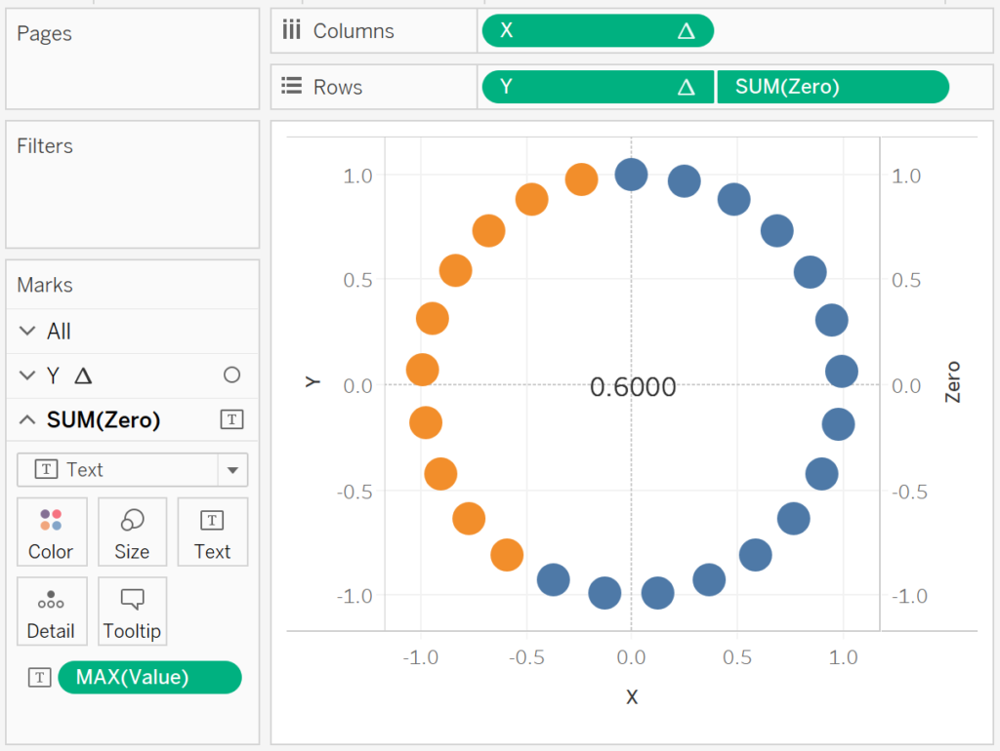 Pages
Columns
X Δ
Rows
Y Δ SUM(Zero)
Filters
Marks
All
Y Δ
SUM(Zero) T
T Text
Color Size T Text
Detail Tooltip
T MAX(Value)
1.0 1.0
0.5 0.5
Y 0.0 0.6000 0.0 Zero
-0.5 -0.5
-1.0 -1.0
-1.0 -0.5 0.0 0.5 1.0
X